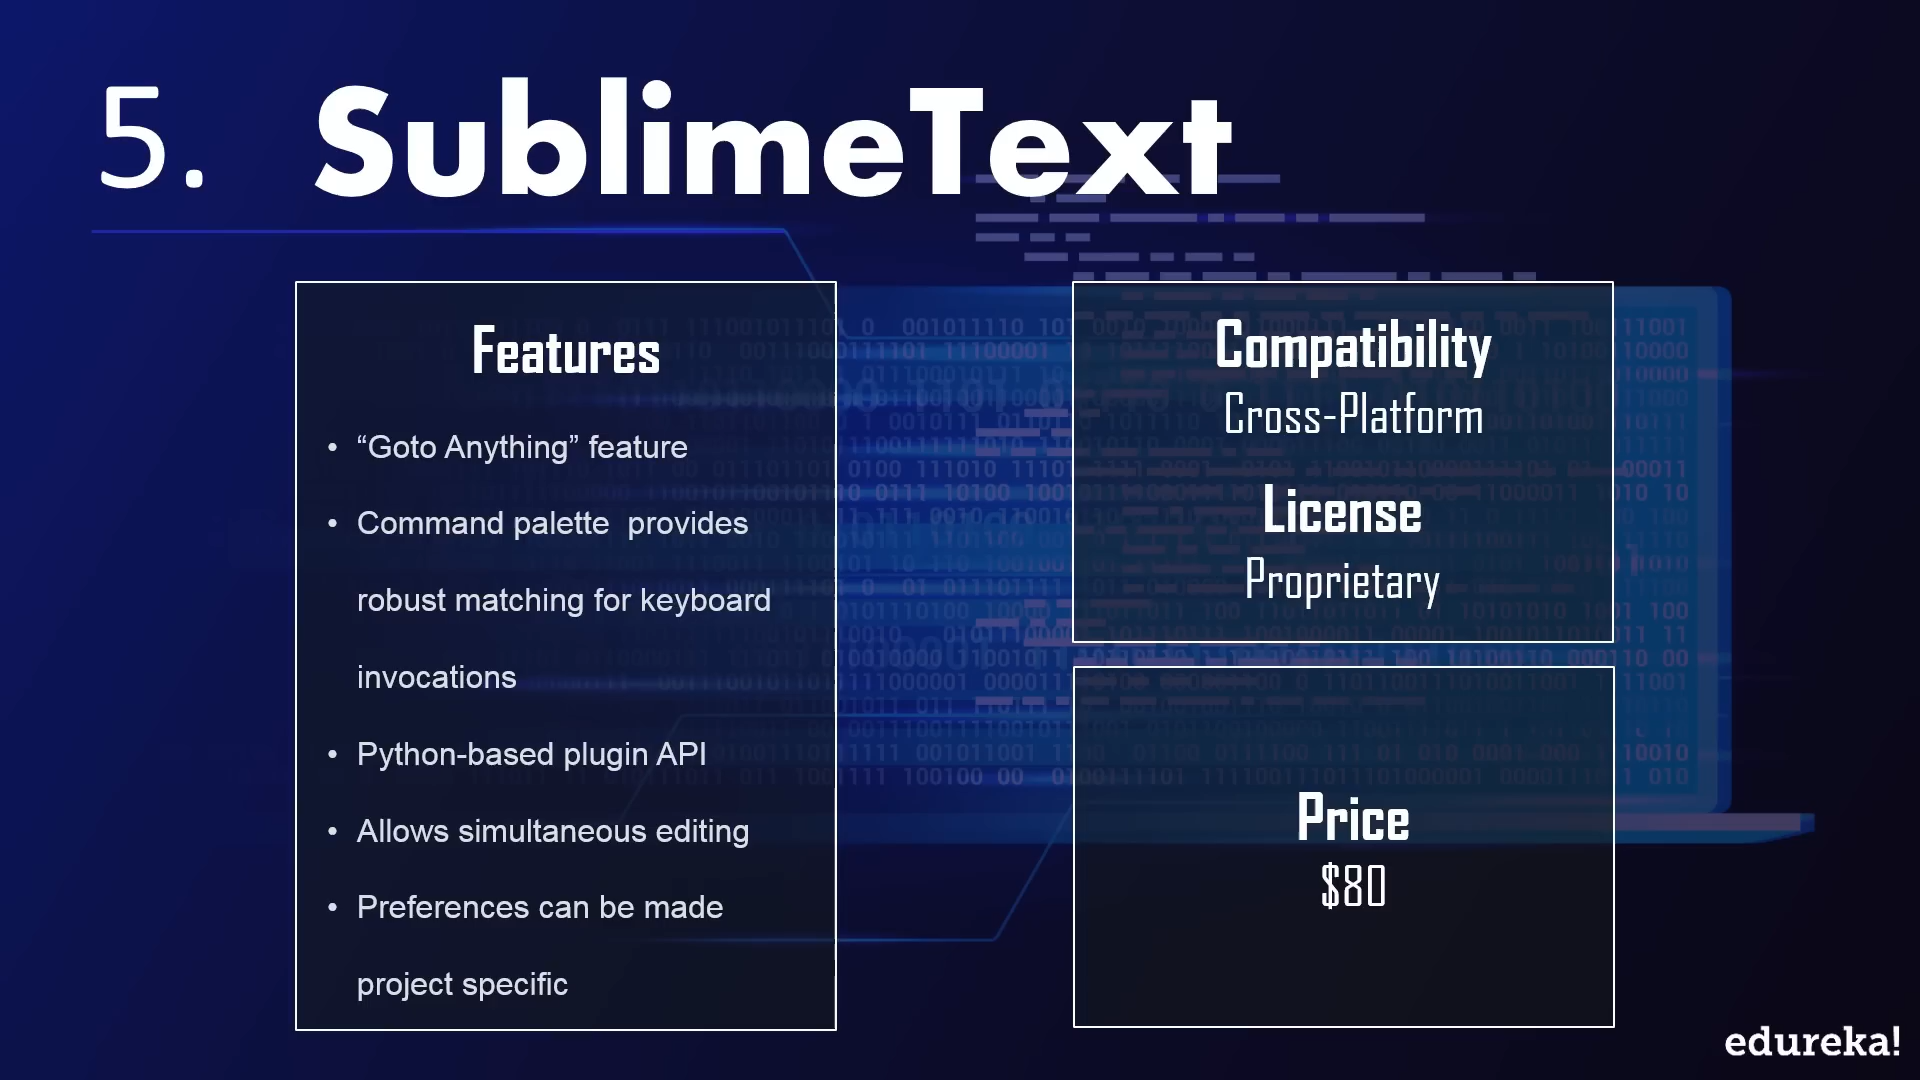 5. SublimeText
Features
• “Goto Anything” feature
• Command palette  provides
robust matching for keyboard
invocations
• Python-based plugin API
• Allows simultaneous editing
• Preferences can be made
project specific
Compatibility
Cross-Platform
License
Proprietary
Price
$80
edureka!